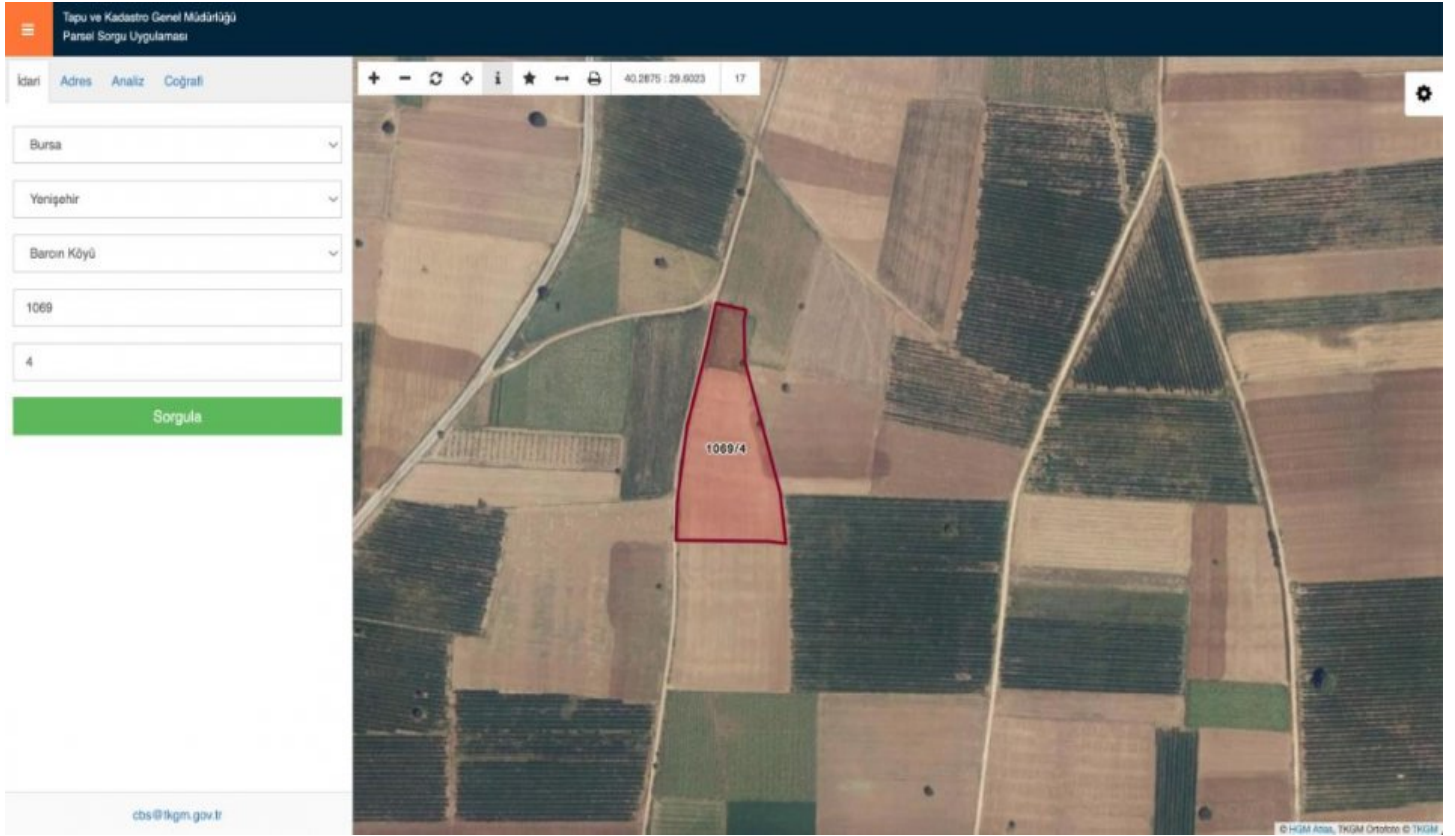 Tapu ve Kadastro Genel Müdürlüğü
Parsel Sorgu Uygulaması
İdari Adres Analiz Coğrafi
40.2875 : 29.6023 17
Bursa
Yenişehir
Barcın Köyü
1069
4
Sorgula
1069/4
cbs@tkgm.gov.tr
© HGM Atlas, TKGM Ortofoto © TKGM